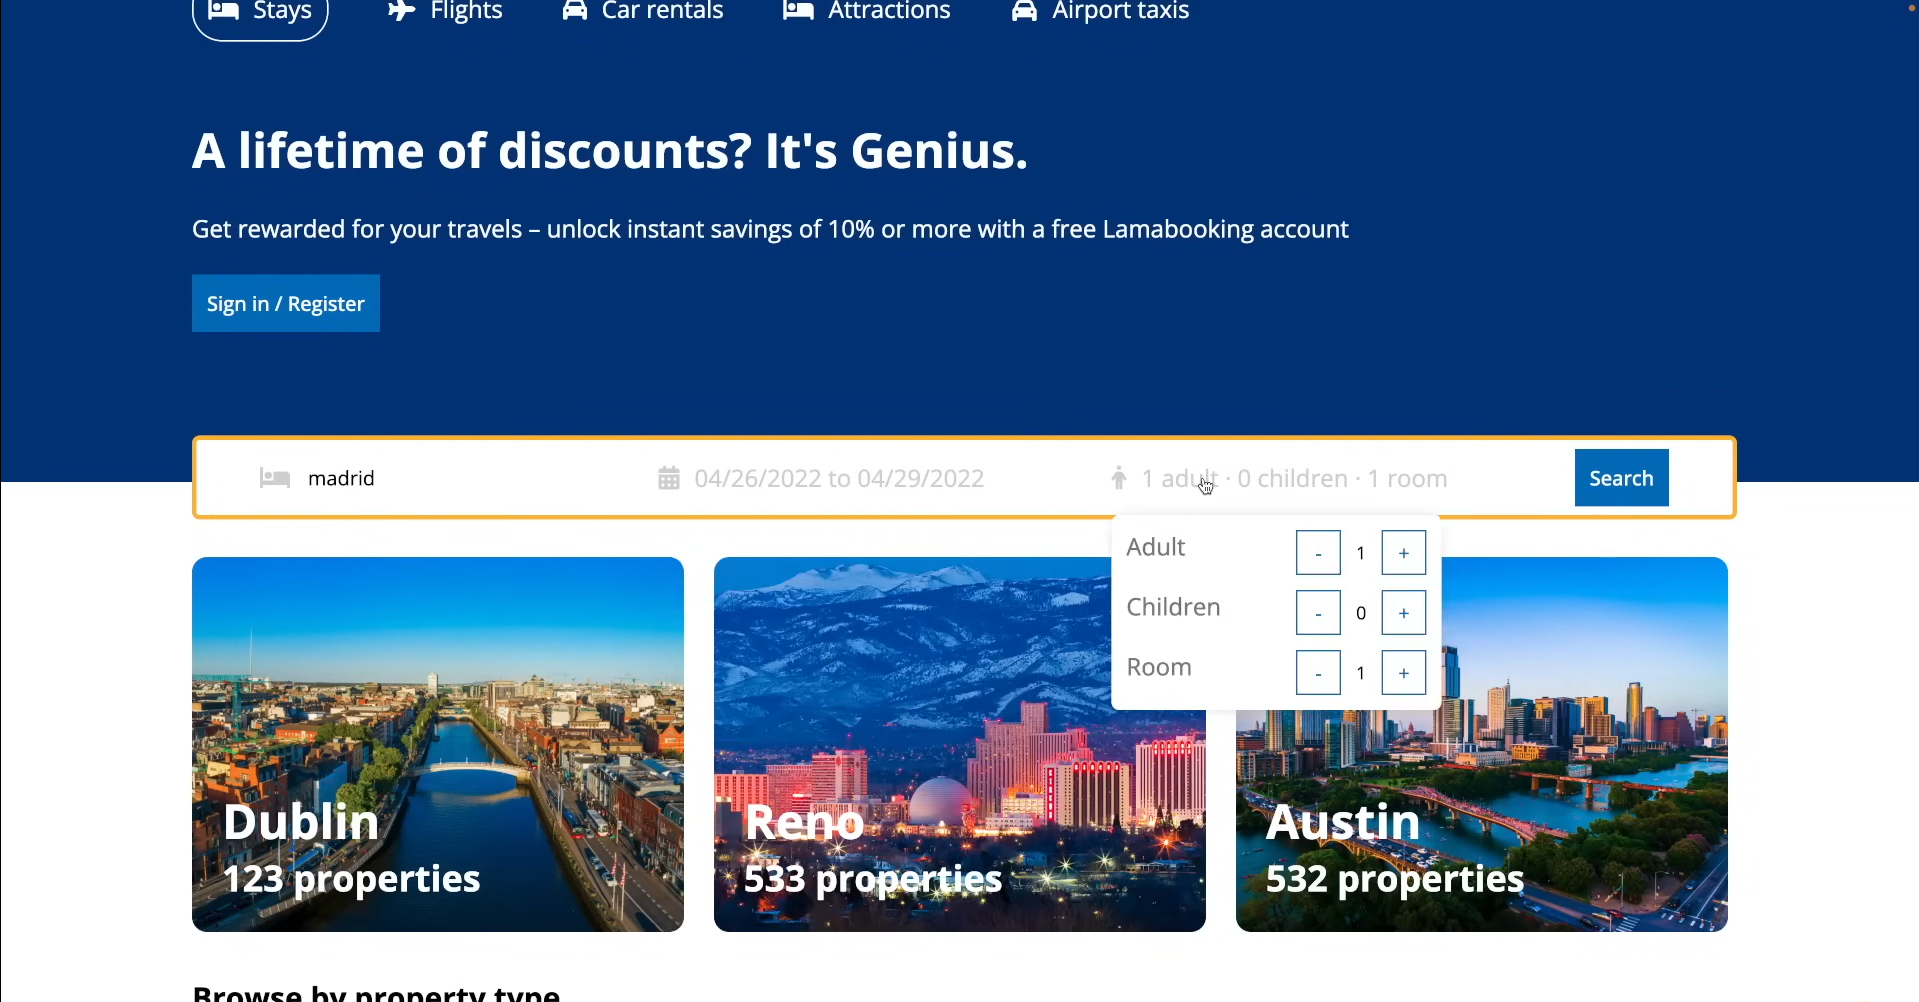 Stays Flights Car rentals Attractions Airport taxis
A lifetime of discounts? It's Genius.
Get rewarded for your travels – unlock instant savings of 10% or more with a free Lamabooking account
Sign in / Register
madrid 04/26/2022 to 04/29/2022 1 adult · 0 children · 1 room Search
Adult - 1 +
Children - 0 +
Room - 1 +
Dublin
123 properties
Reno
533 properties
Austin
532 properties
Browse by property type